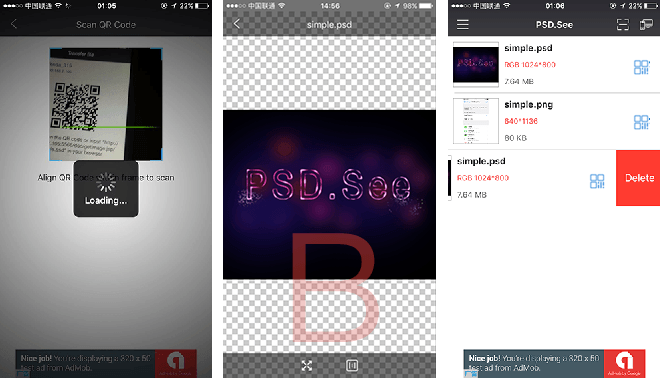 中国联通
01:05
22%
Scan QR Code
Transfer file
Align QR Code
frame to scan
Loading...
Nice job! You're displaying a 320 x 50
test ad from AdMob.
中国联通
14:56
98%
simple.psd
PSD.See
B
中国联通
01:06
22%
PSD.See
simple.psd
RGB 1024*800
7.64 MB
simple.png
640*1136
80 KB
simple.psd
RGB 1024*800
7.64 MB
Delete
Nice job! You're displaying a 320 x 50
test ad from AdMob.